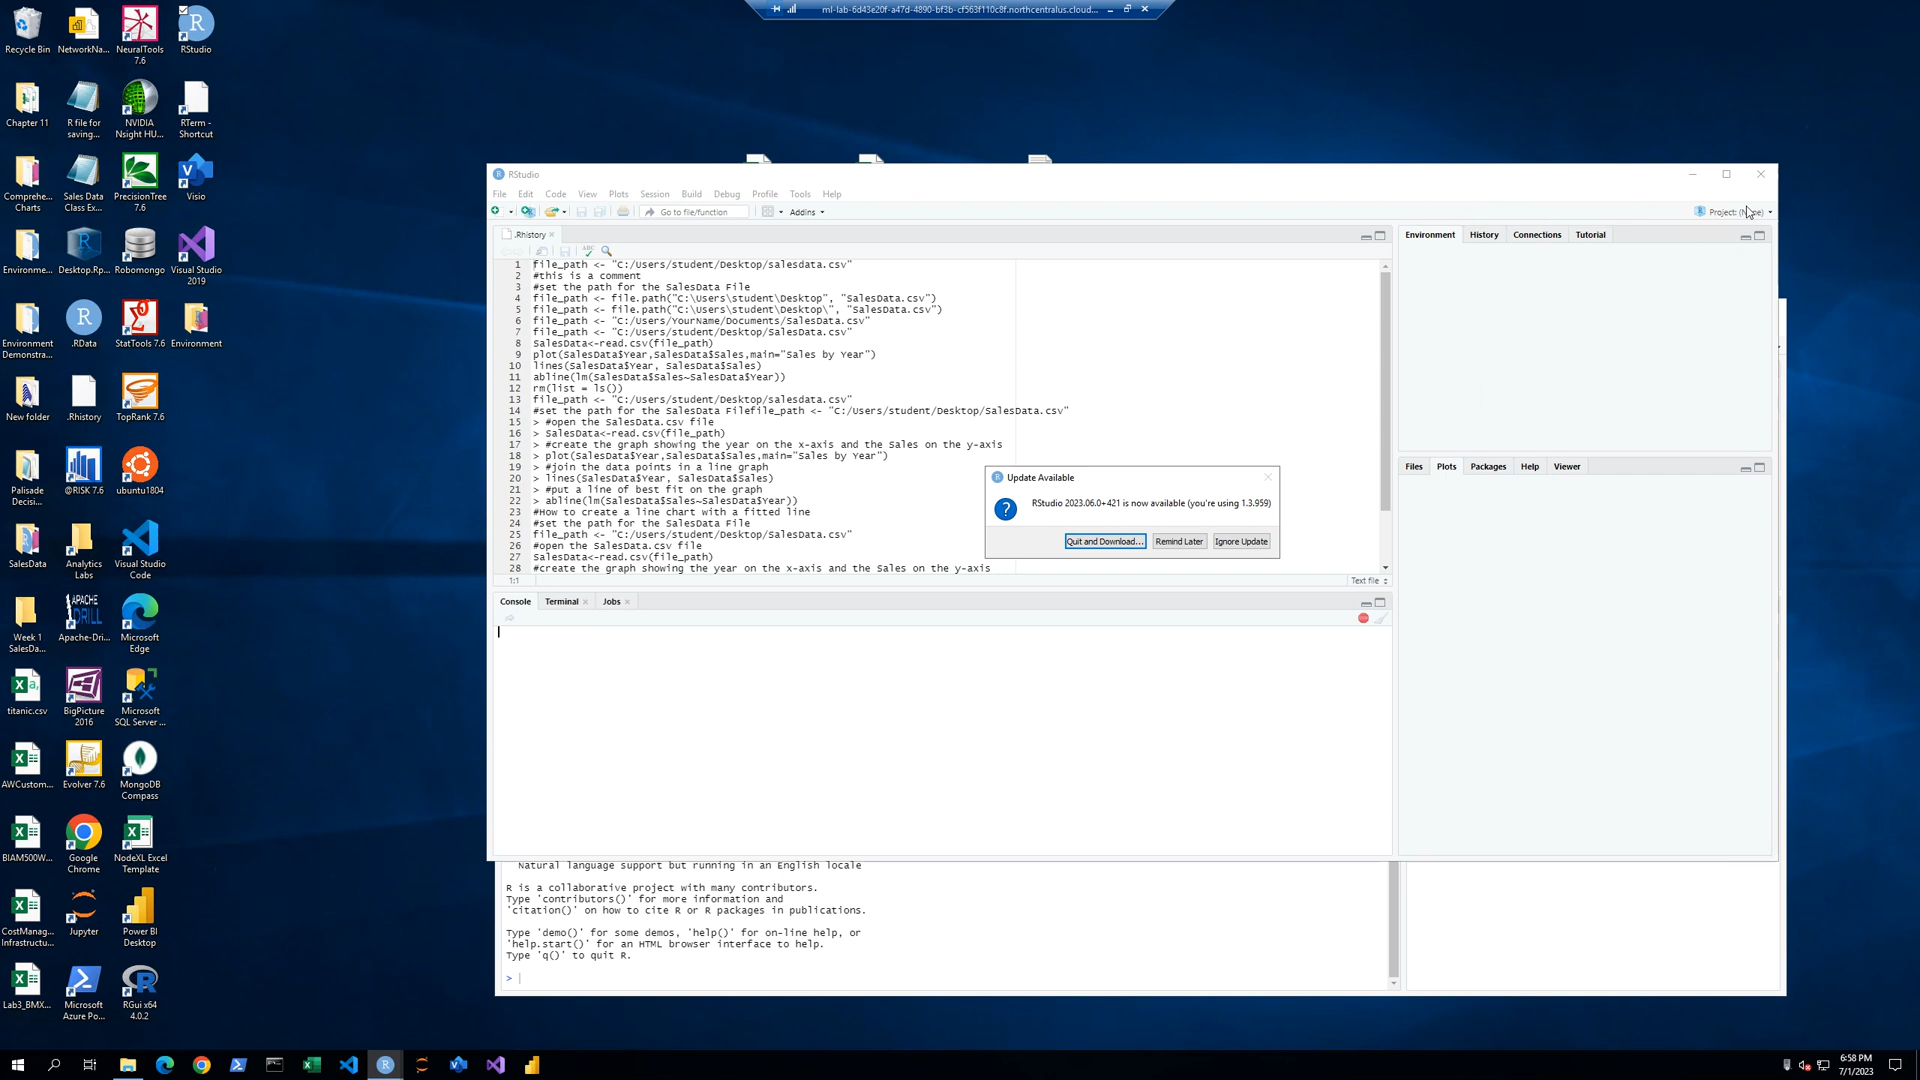 ml-lab-6d43e20f-a47d-4890-bf3b-cf563f110c8f.northcentralus.cloud...
Recycle Bin
NetworkNa...
NeuralTools
7.6
RStudio
Chapter 11
R file for
saving...
NVIDIA
Nsight HU...
RTerm -
Shortcut
Comprehe...
Charts
Sales Data
Class Ex...
PrecisionTree
7.6
Visio
Environme...
Desktop.Rp...
Robomongo
Visual Studio
2019
Environment
Demonstra...
.RData
StatTools 7.6
Environment
New folder
.Rhistory
TopRank 7.6
Palisade
Decisi...
@RISK 7.6
ubuntu1804
SalesData
Analytics
Labs
Visual Studio
Code
Week 1
SalesDa...
APACHE
DRILL
Apache-Dri...
Microsoft
Edge
titanic.csv
BigPicture
2016
Microsoft
SQL Server ...
AWCustom...
Evolver 7.6
MongoDB
Compass
BIAM500W...
Google
Chrome
NodeXL Excel
Template
CostManag...
Infrastructu...
Jupyter
Power BI
Desktop
Lab3_BMX...
Microsoft
Azure Po...
RGui x64
4.0.2
RStudio
File Edit Code View Plots Session Build Debug Profile Tools Help
Go to file/function Addins
Project: (None)
.Rhistory
1 file_path <- "C:/Users/student/Desktop/salesdata.csv"
2 #this is a comment
3 #set the path for the SalesData File
4 file_path <- file.path("C:\Users\student\Desktop", "SalesData.csv")
5 file_path <- file.path("C:\Users\student\Desktop\", "SalesData.csv")
6 file_path <- "C:/Users/YourName/Documents/SalesData.csv"
7 file_path <- "C:/Users/student/Desktop/SalesData.csv"
8 SalesData<-read.csv(file_path)
9 plot(SalesData$Year,SalesData$Sales,main="Sales by Year")
10 lines(SalesData$Year, SalesData$Sales)
11 abline(lm(SalesData$Sales~SalesData$Year))
12 rm(list = ls())
13 file_path <- "C:/Users/student/Desktop/salesdata.csv"
14 #set the path for the SalesData Filefile_path <- "C:/Users/student/Desktop/SalesData.csv"
15 > #open the SalesData.csv file
16 > SalesData<-read.csv(file_path)
17 > #create the graph showing the year on the x-axis and the Sales on the y-axis
18 > plot(SalesData$Year,SalesData$Sales,main="Sales by Year")
19 > #join the data points in a line graph
20 > lines(SalesData$Year, SalesData$Sales)
21 > #put a line of best fit on the graph
22 > abline(lm(SalesData$Sales~SalesData$Year))
23 #How to create a line chart with a fitted line
24 #set the path for the SalesData File
25 file_path <- "C:/Users/student/Desktop/SalesData.csv"
26 #open the SalesData.csv file
27 SalesData<-read.csv(file_path)
28 #create the graph showing the year on the x-axis and the Sales on the y-axis
1:1
Text file
Environment History Connections Tutorial
Files Plots Packages Help Viewer
Update Available
RStudio 2023.06.0+421 is now available (you're using 1.3.959)
Quit and Download... Remind Later Ignore Update
Console Terminal Jobs
Natural language support but running in an English locale
R is a collaborative project with many contributors.
Type 'contributors()' for more information and
'citation()' on how to cite R or R packages in publications.
Type 'demo()' for some demos, 'help()' for on-line help, or
'help.start()' for an HTML browser interface to help.
Type 'q()' to quit R.
>
6:58 PM
7/1/2023